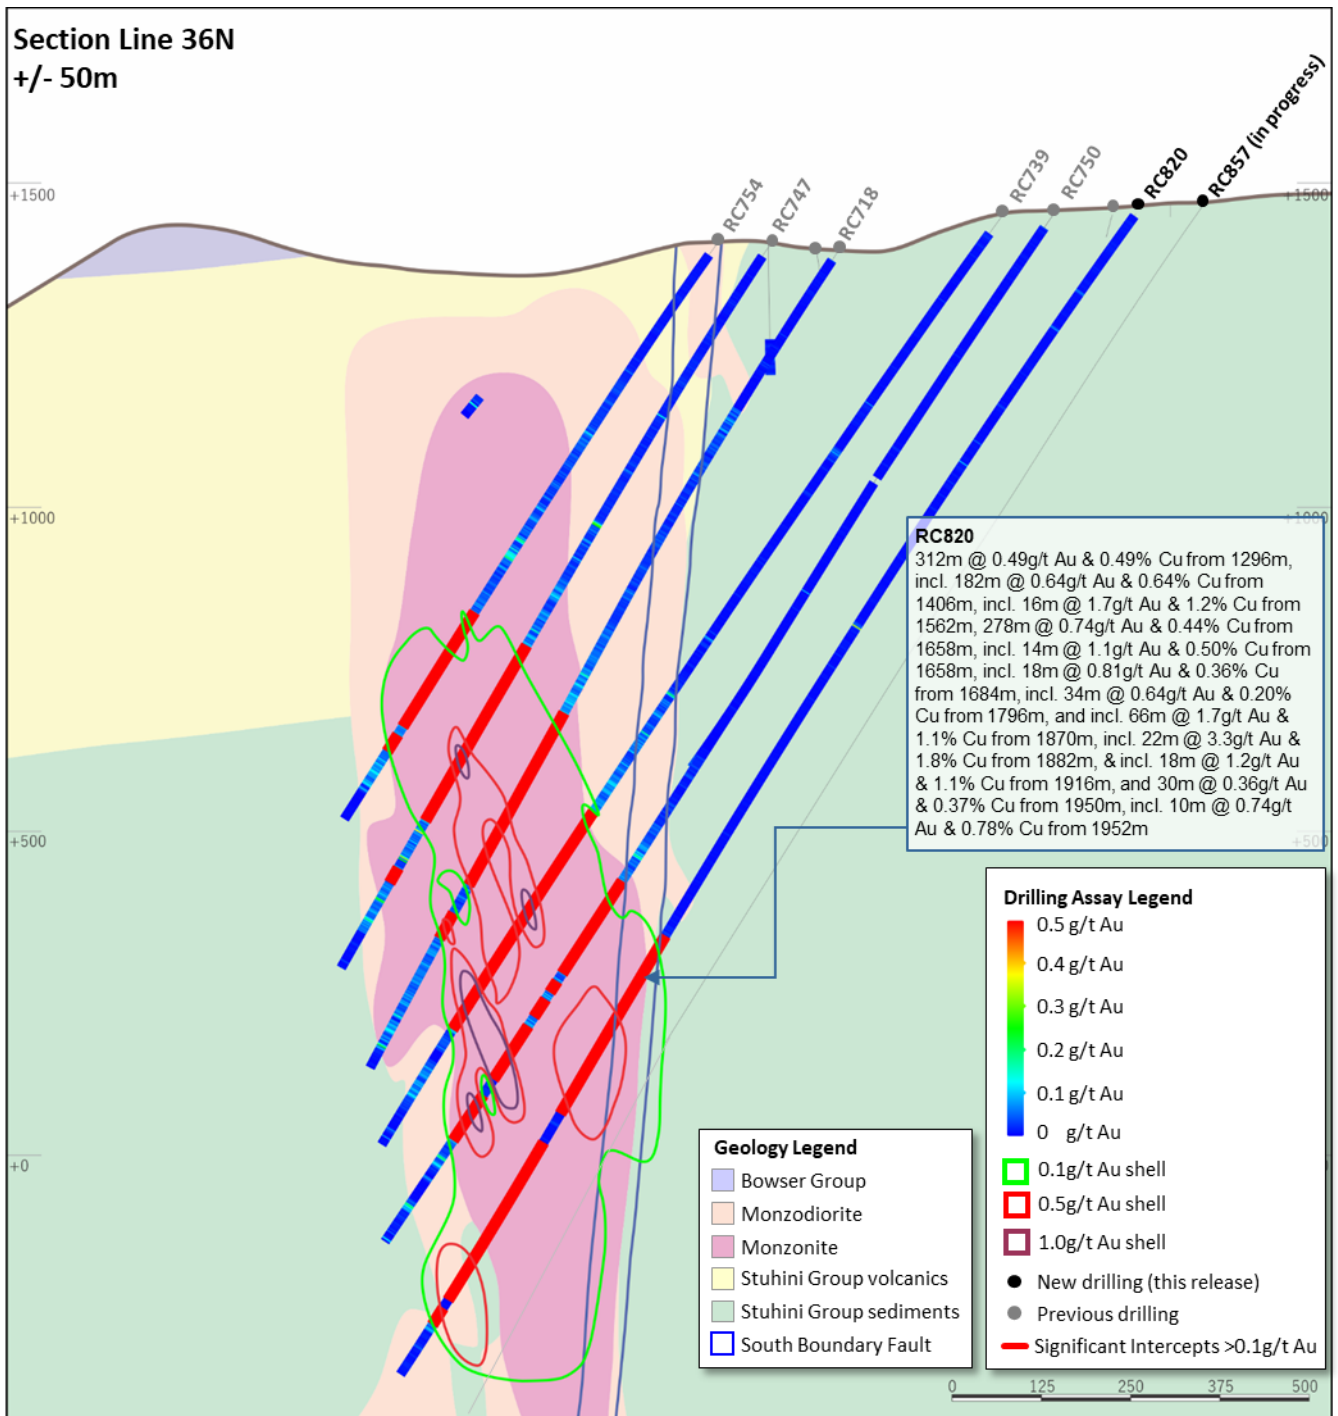 Section Line 36N
+/- 50m
RC857 (in progress)
RC820
RC750
RC739
RC718
RC747
RC754
+1500
+1500
+1000
+1000
RC820
312m @ 0.49g/t Au & 0.49% Cu from 1296m,
incl. 182m @ 0.64g/t Au & 0.64% Cu from
1406m, incl. 16m @ 1.7g/t Au & 1.2% Cu from
1562m, 278m @ 0.74g/t Au & 0.44% Cu from
1658m, incl. 14m @ 1.1g/t Au & 0.50% Cu from
1658m, incl. 18m @ 0.81g/t Au & 0.36% Cu
from 1684m, incl. 34m @ 0.64g/t Au & 0.20%
Cu from 1796m, and incl. 66m @ 1.7g/t Au &
1.1% Cu from 1870m, incl. 22m @ 3.3g/t Au &
1.8% Cu from 1882m, & incl. 18m @ 1.2g/t Au
& 1.1% Cu from 1916m, and 30m @ 0.36g/t Au
& 0.37% Cu from 1950m, incl. 10m @ 0.74g/t
Au & 0.78% Cu from 1952m
+500
+500
+0
Drilling Assay Legend
0.5 g/t Au
0.4 g/t Au
0.3 g/t Au
0.2 g/t Au
0.1 g/t Au
0 g/t Au
0.1g/t Au shell
0.5g/t Au shell
1.0g/t Au shell
New drilling (this release)
Previous drilling
Significant Intercepts >0.1g/t Au
Geology Legend
Bowser Group
Monzodiorite
Monzonite
Stuhini Group volcanics
Stuhini Group sediments
South Boundary Fault
0 125 250 375 500